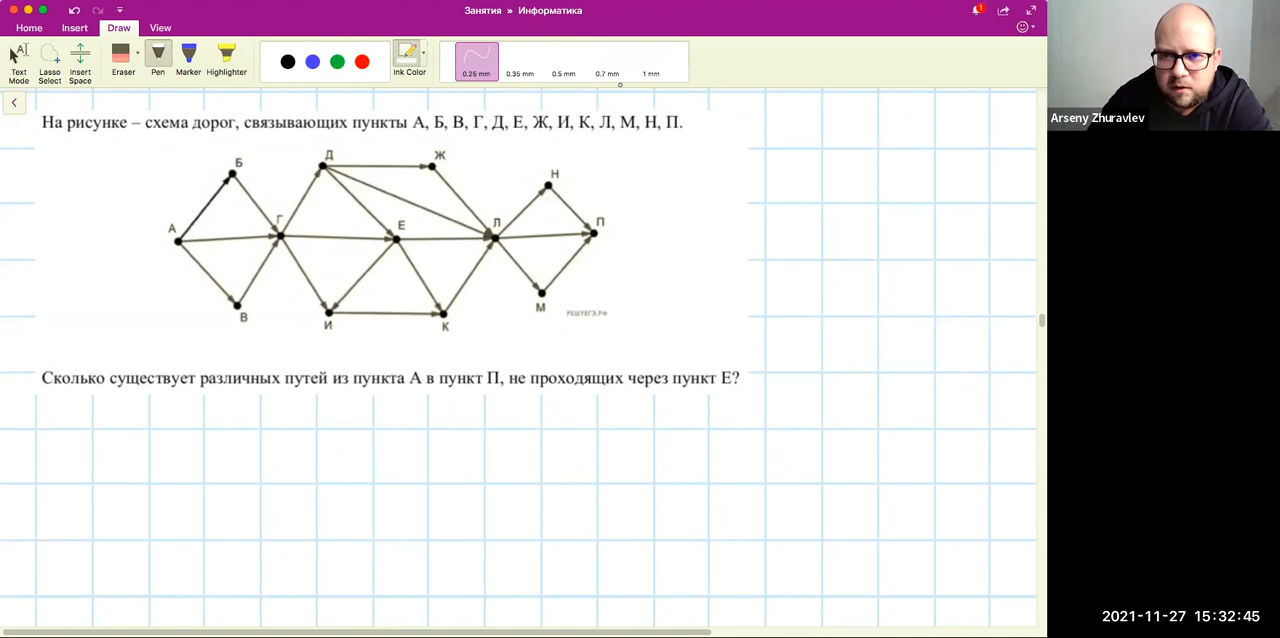 Занятия » Информатика
1
Home Insert Draw View
Text Mode
Lasso Select
Insert Space
Eraser
Pen
Marker
Highlighter
Ink Color
0.25 mm 0.35 mm 0.5 mm 0.7 mm 1 mm
Arseny Zhuravlev
На рисунке – схема дорог, связывающих пункты А, Б, В, Г, Д, Е, Ж, И, К, Л, М, Н, П.
Б Д Ж Н
А Г Е Л П
В И К М
РЕШУЕГЭ.РФ
Сколько существует различных путей из пункта А в пункт П, не проходящих через пункт Е?
2021-11-27 15:32:45